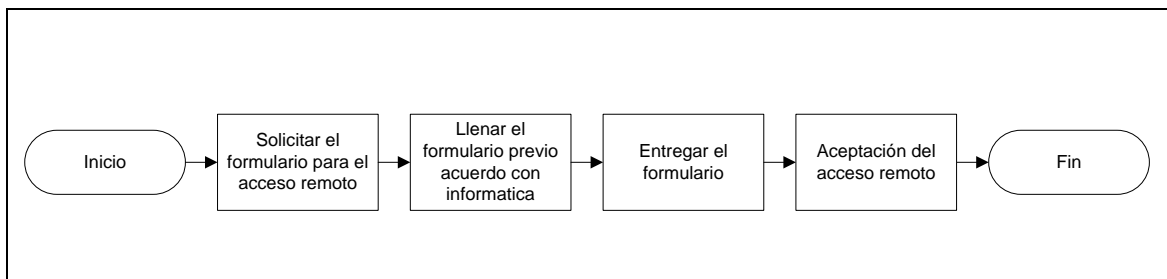 Inicio
Solicitar el
formulario para el
acceso remoto
Llenar el
formulario previo
acuerdo con
informatica
Entregar el
formulario
Aceptación del
acceso remoto
Fin